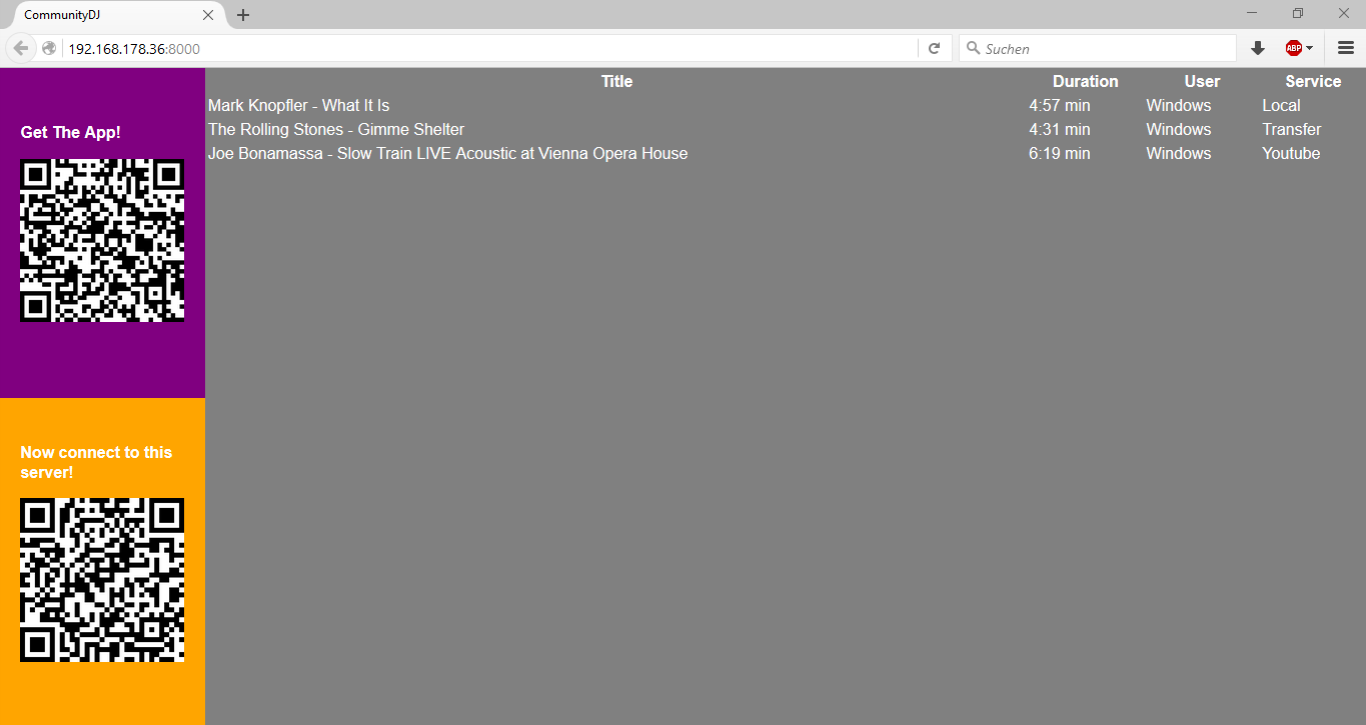 CommunityDJ
192.168.178.36:8000
Suchen
ABP
Get The App!
Now connect to this
server!
Title Duration User Service
Mark Knopfler - What It Is 4:57 min Windows Local
The Rolling Stones - Gimme Shelter 4:31 min Windows Transfer
Joe Bonamassa - Slow Train LIVE Acoustic at Vienna Opera House 6:19 min Windows Youtube